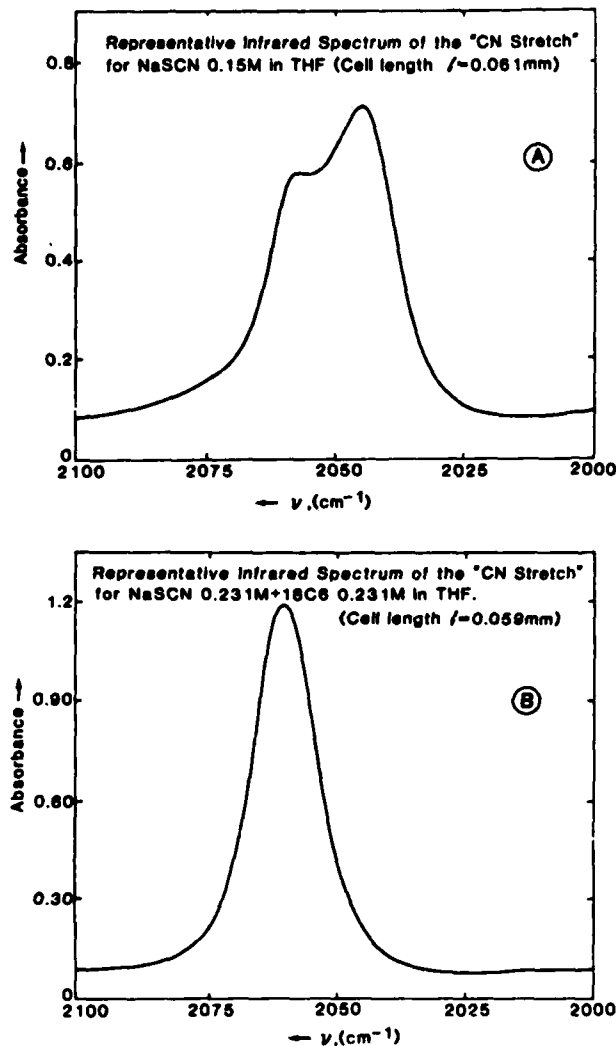 Representative Infrared Spectrum of the "CN Stretch"
for NaSCN 0.15M in THF (Cell length ℓ=0.061mm)
A
Absorbance →
0.8
0.6
0.4
0.2
0
2100
2075
2045
2025
2000
← ν,(cm⁻¹)
Representative Infrared Spectrum of the "CN Stretch"
for NaSCN 0.231M+18C6 0.231M in THF.
(Cell length ℓ=0.059mm)
B
Absorbance →
1.2
0.90
0.60
0.30
0
2100
2075
2045
2025
2000
← ν,(cm⁻¹)